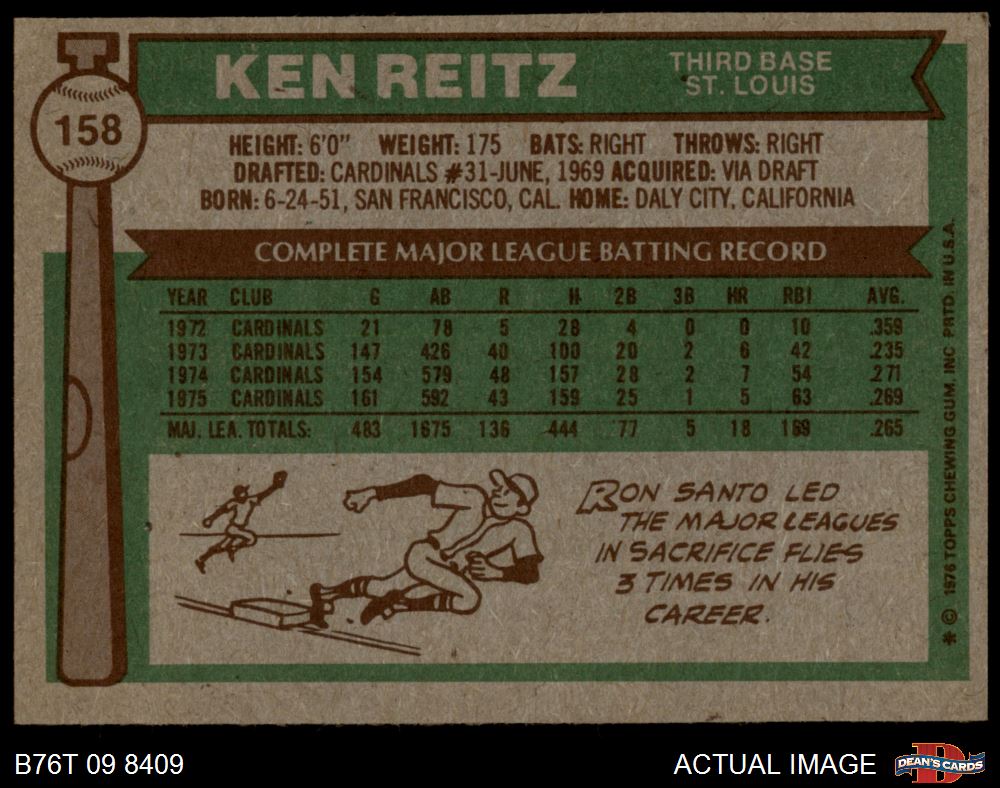 KEN REITZ
THIRD BASE
ST. LOUIS
158
HEIGHT: 6'0" WEIGHT: 175 BATS: RIGHT THROWS: RIGHT
DRAFTED: CARDINALS #31-JUNE, 1969 ACQUIRED: VIA DRAFT
BORN: 6-24-51, SAN FRANCISCO, CAL. HOME: DALY CITY, CALIFORNIA
COMPLETE MAJOR LEAGUE BATTING RECORD
YEAR CLUB G AB R H 2B 3B HR RBI AVG.
1972 CARDINALS 21 78 5 28 4 0 0 10 .359
1973 CARDINALS 147 426 40 100 20 2 6 42 .235
1974 CARDINALS 154 579 48 157 28 2 7 54 .271
1975 CARDINALS 161 592 43 159 25 1 5 63 .269
MAJ. LEA. TOTALS: 483 1675 136 444 77 5 18 169 .265
RON SANTO LED
THE MAJOR LEAGUES
IN SACRIFICE FLIES
3 TIMES IN HIS
CAREER.
* © 1976 TOPPS CHEWING GUM, INC. PRTD. IN U.S.A.
B76T 09 8409
ACTUAL IMAGE
DEAN'S CARDS